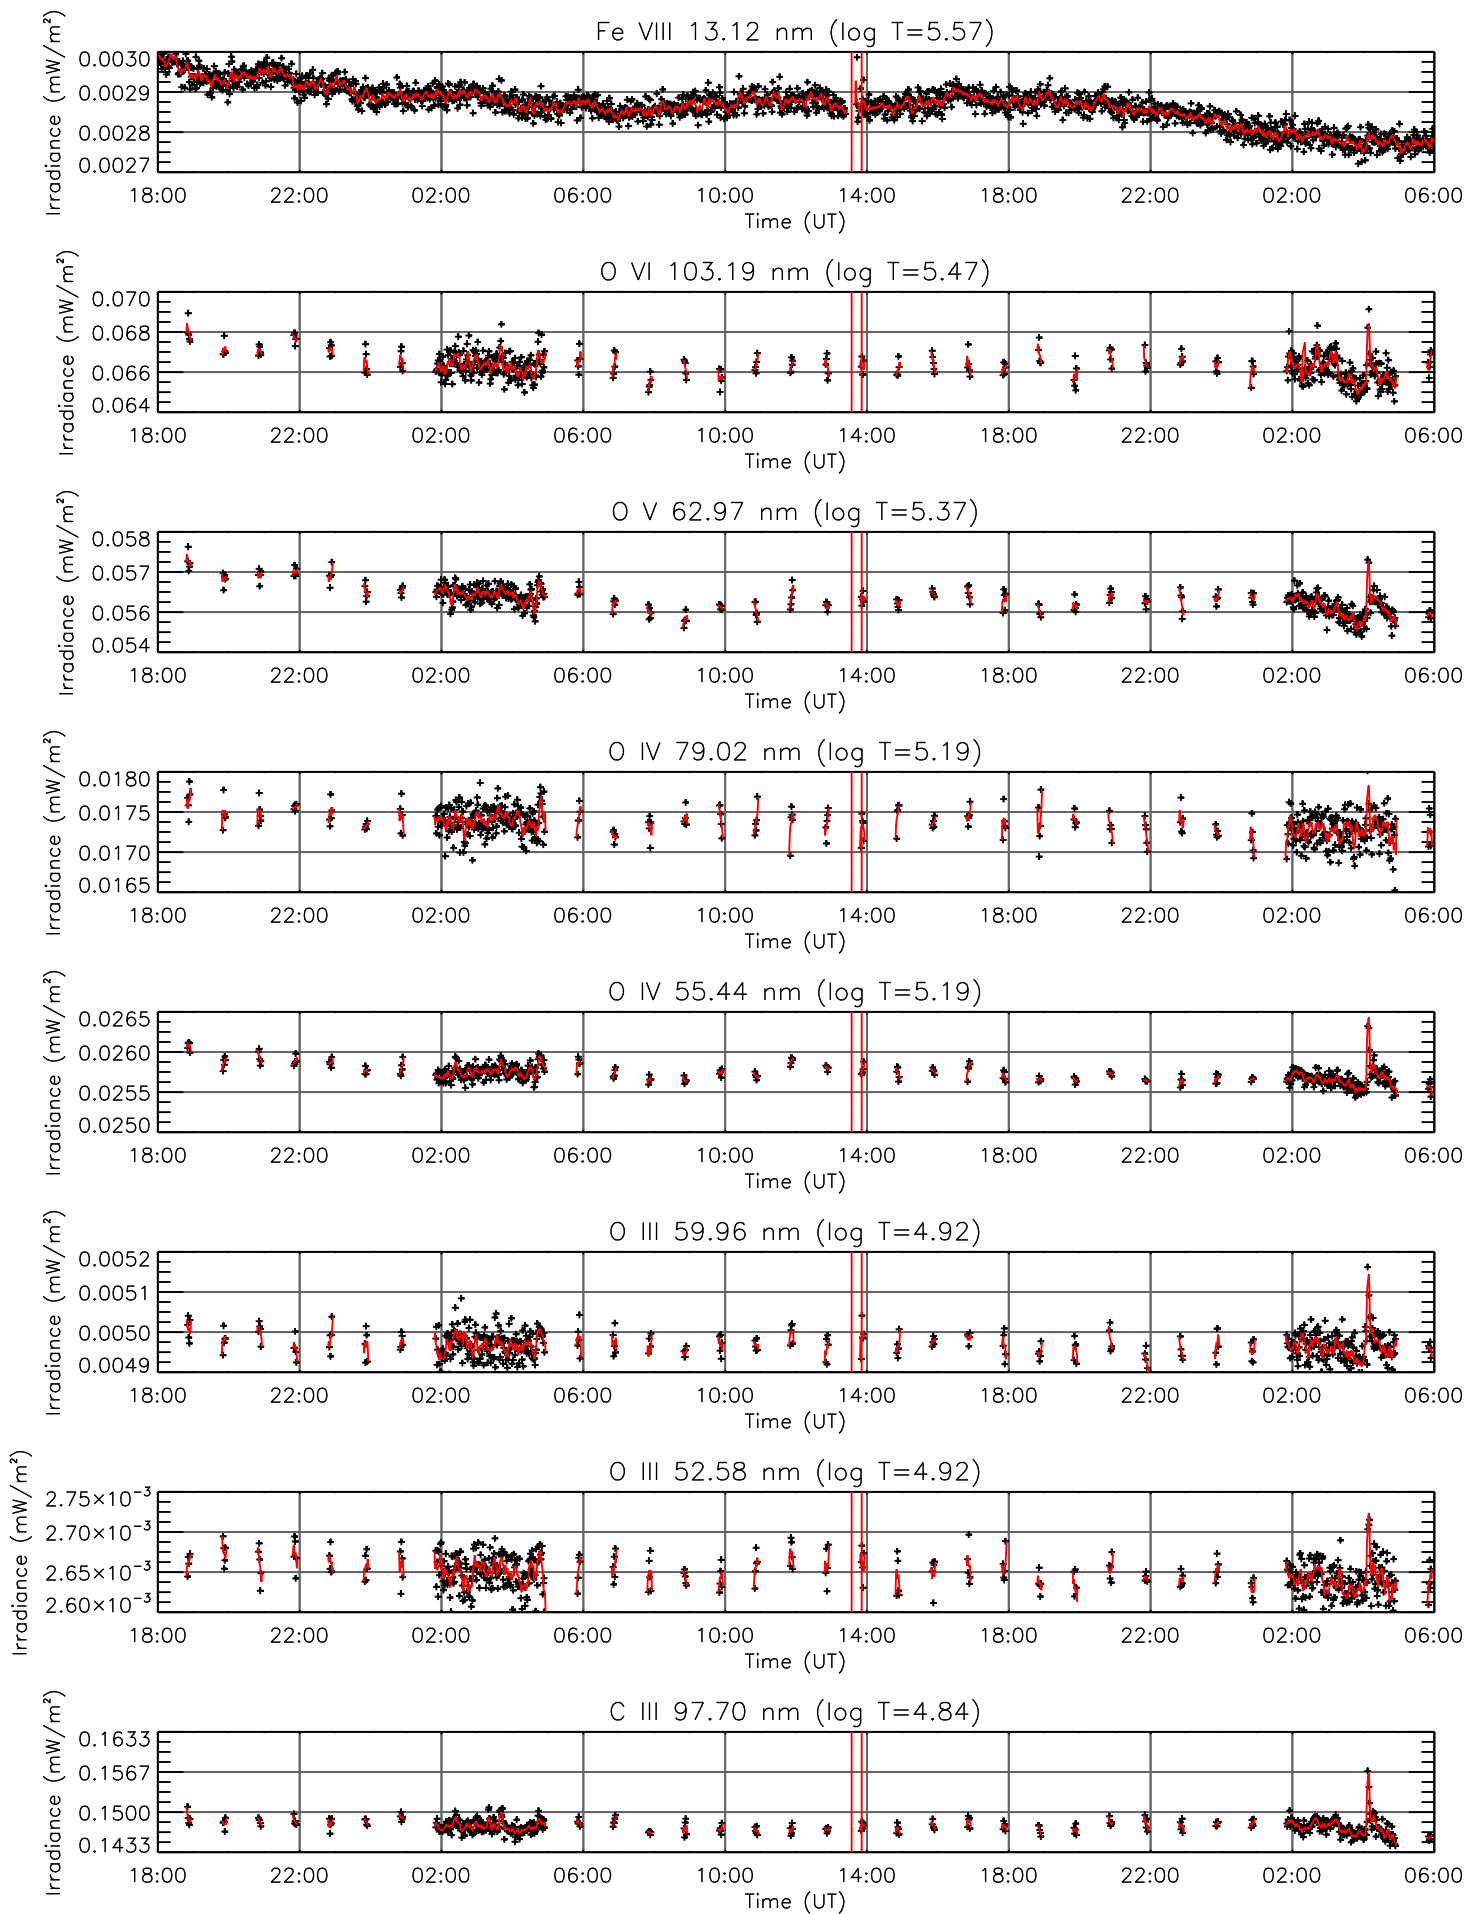 Fe VIII 13.12 nm (log T=5.57)
Irradiance (mW/m²)
0.0030
0.0029
0.0028
0.0027
18:00 22:00 02:00 06:00 10:00 14:00 18:00 22:00 02:00 06:00
Time (UT)
O VI 103.19 nm (log T=5.47)
Irradiance (mW/m²)
0.070
0.068
0.066
0.064
18:00 22:00 02:00 06:00 10:00 14:00 18:00 22:00 02:00 06:00
Time (UT)
O V 62.97 nm (log T=5.37)
Irradiance (mW/m²)
0.058
0.057
0.056
0.054
18:00 22:00 02:00 06:00 10:00 14:00 18:00 22:00 02:00 06:00
Time (UT)
O IV 79.02 nm (log T=5.19)
Irradiance (mW/m²)
0.0180
0.0175
0.0170
0.0165
18:00 22:00 02:00 06:00 10:00 14:00 18:00 22:00 02:00 06:00
Time (UT)
O IV 55.44 nm (log T=5.19)
Irradiance (mW/m²)
0.0265
0.0260
0.0255
0.0250
18:00 22:00 02:00 06:00 10:00 14:00 18:00 22:00 02:00 06:00
Time (UT)
O III 59.96 nm (log T=4.92)
Irradiance (mW/m²)
0.0052
0.0051
0.0050
0.0049
18:00 22:00 02:00 06:00 10:00 14:00 18:00 22:00 02:00 06:00
Time (UT)
O III 52.58 nm (log T=4.92)
Irradiance (mW/m²)
2.75×10⁻³
2.70×10⁻³
2.65×10⁻³
2.60×10⁻³
18:00 22:00 02:00 06:00 10:00 14:00 18:00 22:00 02:00 06:00
Time (UT)
C III 97.70 nm (log T=4.84)
Irradiance (mW/m²)
0.1633
0.1567
0.1500
0.1433
18:00 22:00 02:00 06:00 10:00 14:00 18:00 22:00 02:00 06:00
Time (UT)